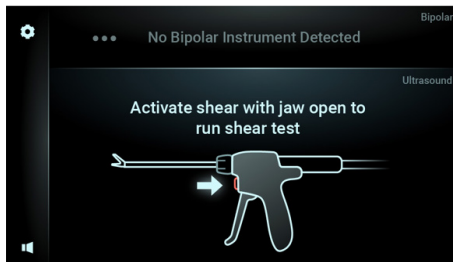 Bipolar
No Bipolar Instrument Detected
Ultrasound
Activate shear with jaw open to
run shear test